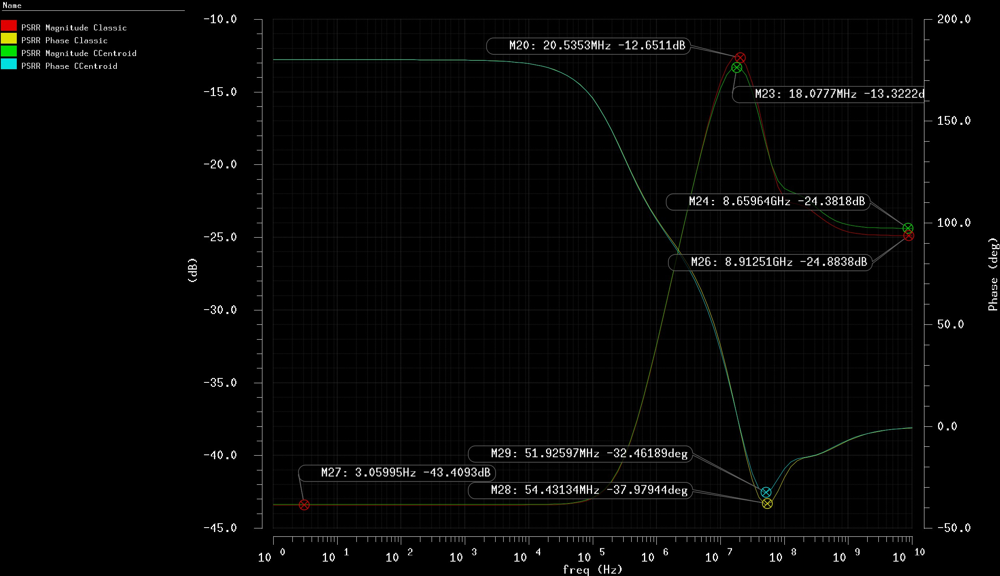 Name
PSRR Magnitude Classic
PSRR Phase Classic
PSRR Magnitude CCentroid
PSRR Phase CCentroid
-10.0
-15.0
-20.0
-25.0
-30.0
-35.0
-40.0
-45.0
(dB)
M20: 20.5353MHz -12.6511dB
M23: 18.0777MHz -13.3222d
M24: 8.65964GHz -24.3818dB
M26: 8.91251GHz -24.8838dB
M29: 51.92597MHz -32.46189deg
M27: 3.05995Hz -43.4093dB
M28: 54.43134MHz -37.97944deg
200.0
150.0
100.0
50.0
0.0
-50.0
Phase (deg)
10 0 10 1 10 2 10 3 10 4 10 5 10 6 10 7 10 8 10 9 10 10
freq (Hz)